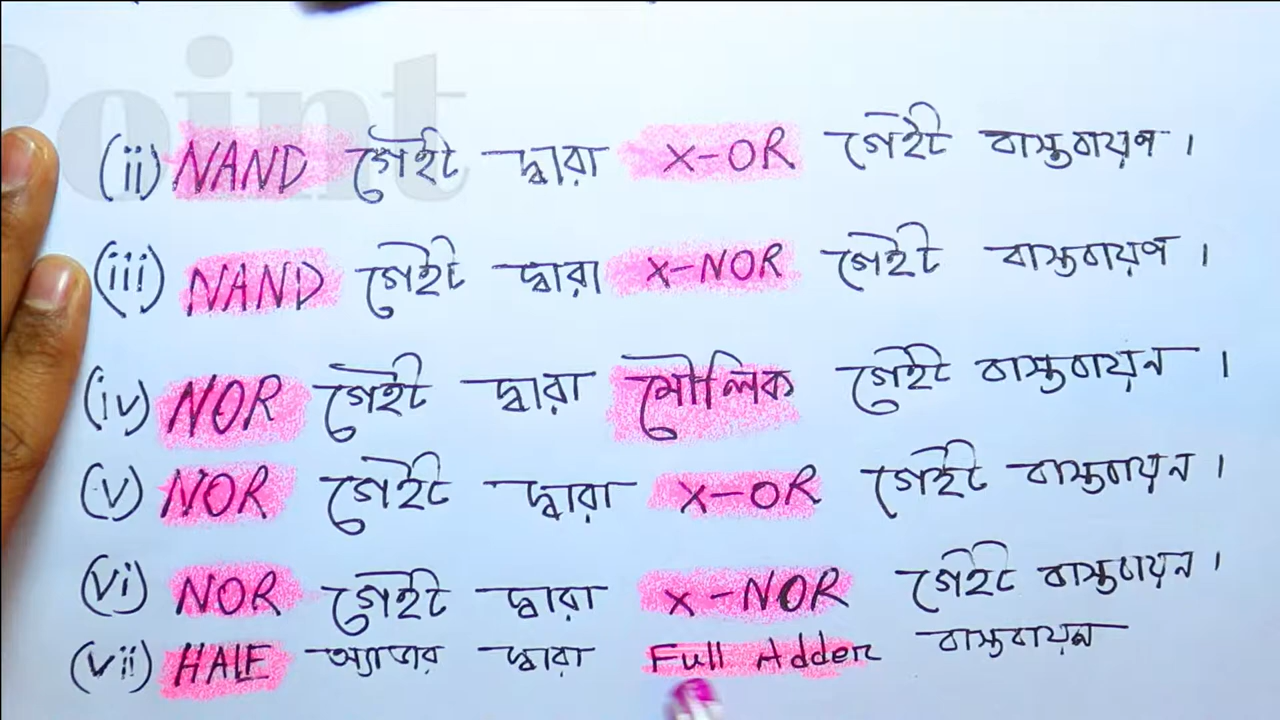 Point
(ii) NAND গেইট দ্বারা X-OR গেইট বাস্তবায়ণ।
(iii) NAND গেইট দ্বারা X-NOR গেইট বাস্তবায়ণ।
(iv) NOR গেইট দ্বারা মৌলিক গেইট বাস্তবায়ন।
(v) NOR গেইট দ্বারা X-OR গেইট বাস্তবায়ন।
(vi) NOR গেইট দ্বারা X-NOR গেইট বাস্তবায়ন।
(vii) HALF অ্যাডার দ্বারা Full Adder বাস্তবায়ন